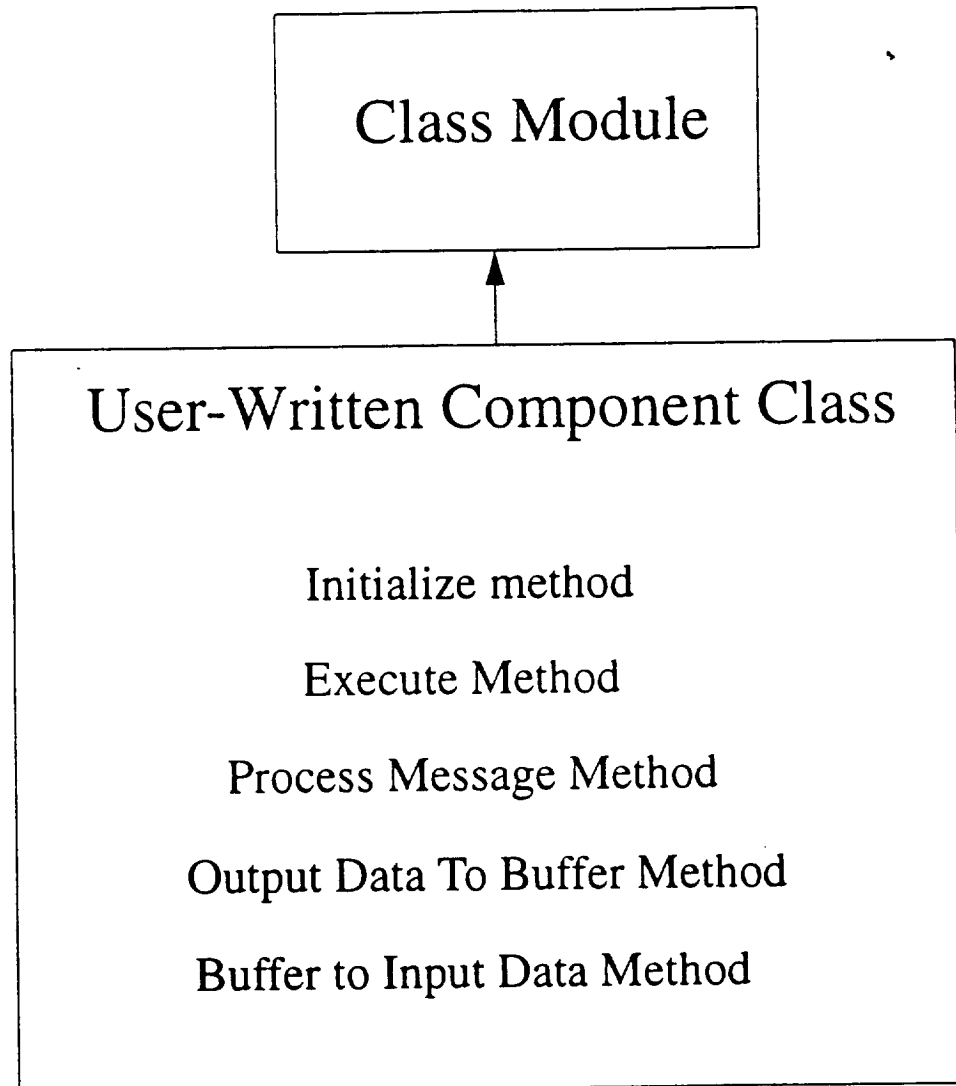 Class Module
User-Written Component Class
Initialize method
Execute Method
Process Message Method
Output Data To Buffer Method
Buffer to Input Data Method